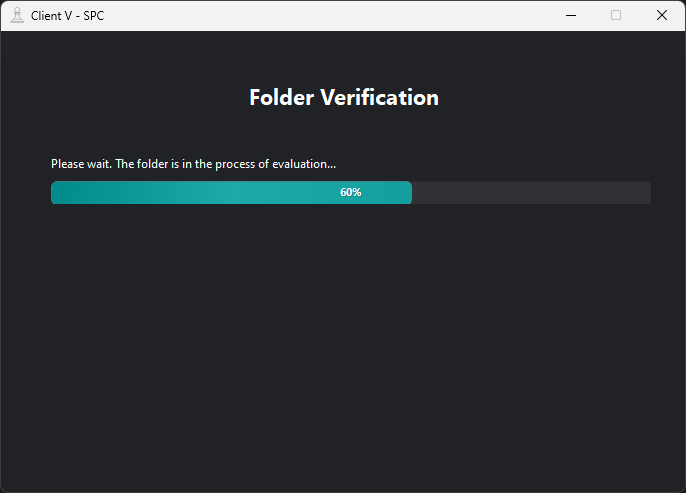 Client V - SPC
Folder Verification
Please wait. The folder is in the process of evaluation...
60%